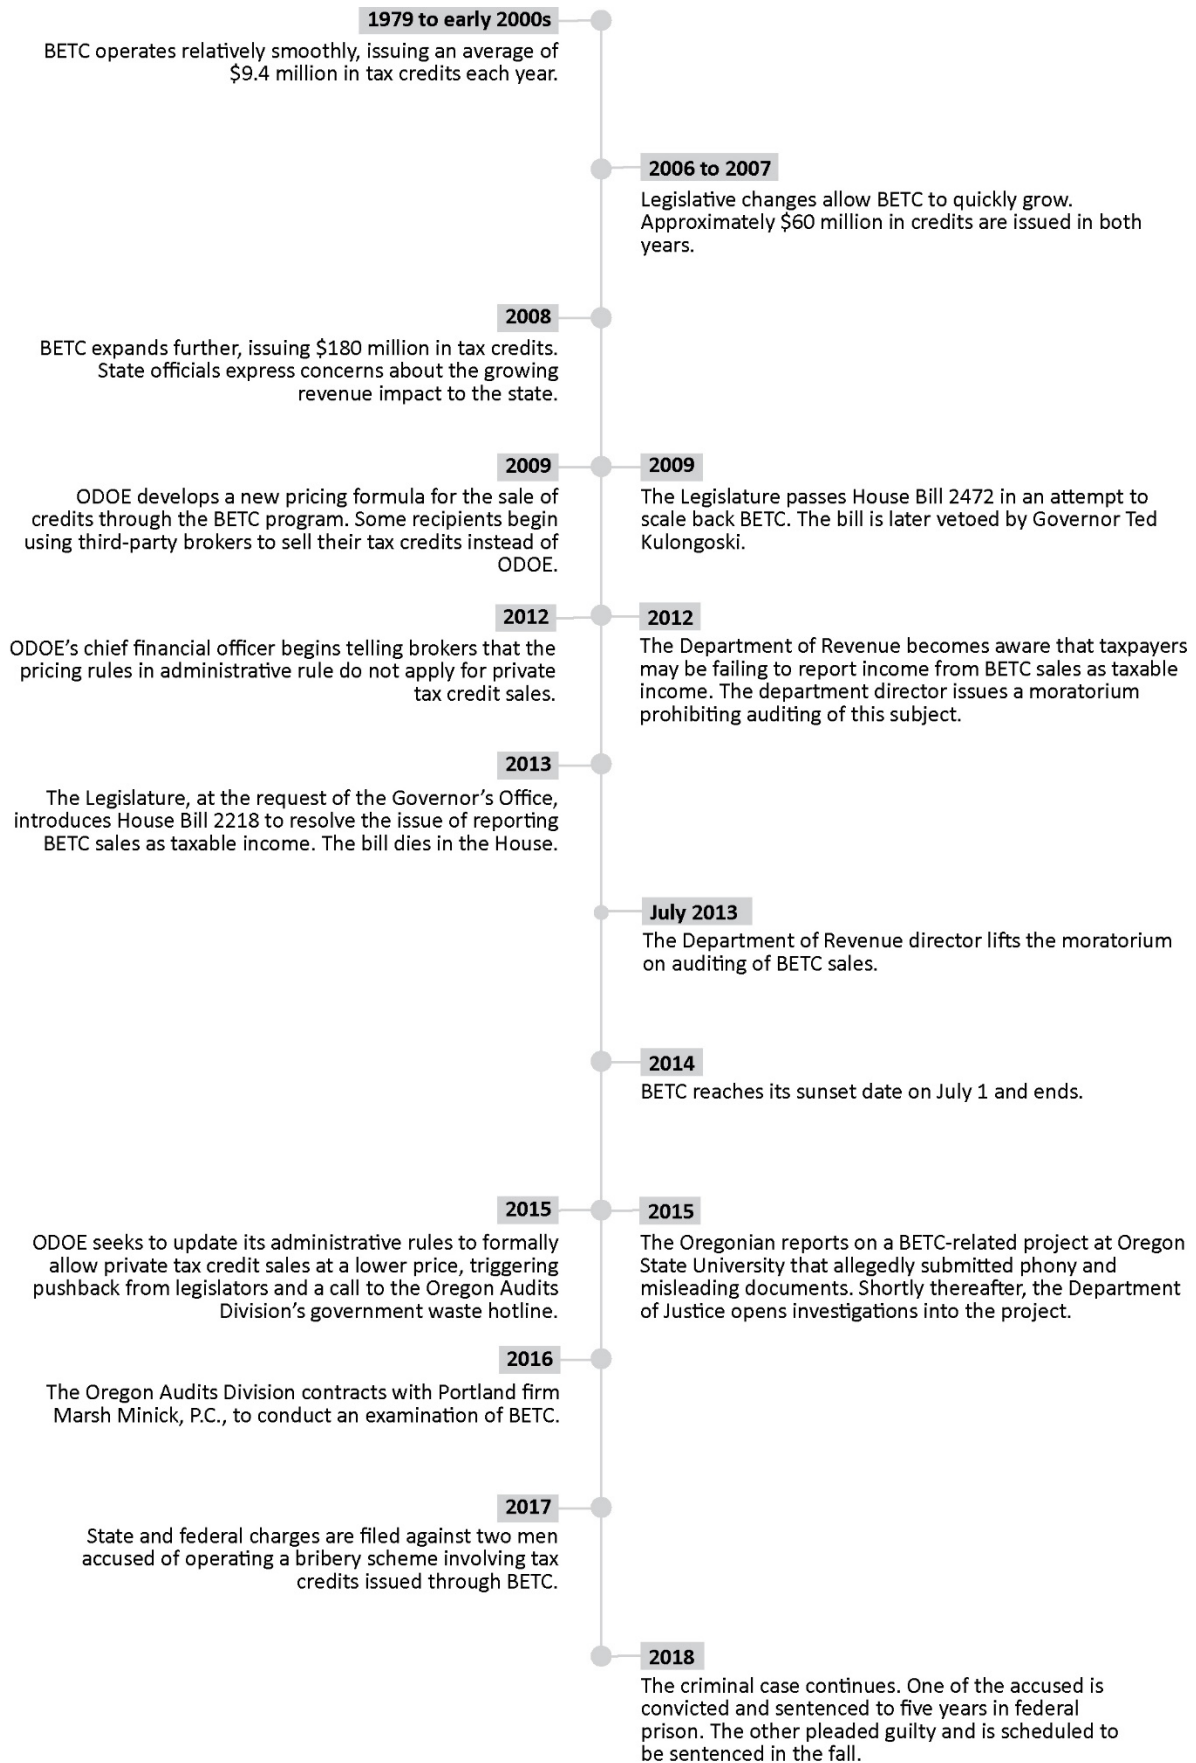 1979 to early 2000s
BETC operates relatively smoothly, issuing an average of
$9.4 million in tax credits each year.
2006 to 2007
Legislative changes allow BETC to quickly grow.
Approximately $60 million in credits are issued in both
years.
2008
BETC expands further, issuing $180 million in tax credits.
State officials express concerns about the growing
revenue impact to the state.
2009
ODOE develops a new pricing formula for the sale of
credits through the BETC program. Some recipients begin
using third-party brokers to sell their tax credits instead of
ODOE.
2009
The Legislature passes House Bill 2472 in an attempt to
scale back BETC. The bill is later vetoed by Governor Ted
Kulongoski.
2012
ODOE’s chief financial officer begins telling brokers that the
pricing rules in administrative rule do not apply for private
tax credit sales.
2012
The Department of Revenue becomes aware that taxpayers
may be failing to report income from BETC sales as taxable
income. The department director issues a moratorium
prohibiting auditing of this subject.
2013
The Legislature, at the request of the Governor’s Office,
introduces House Bill 2218 to resolve the issue of reporting
BETC sales as taxable income. The bill dies in the House.
July 2013
The Department of Revenue director lifts the moratorium
on auditing of BETC sales.
2014
BETC reaches its sunset date on July 1 and ends.
2015
ODOE seeks to update its administrative rules to formally
allow private tax credit sales at a lower price, triggering
pushback from legislators and a call to the Oregon Audits
Division’s government waste hotline.
2015
The Oregonian reports on a BETC-related project at Oregon
State University that allegedly submitted phony and
misleading documents. Shortly thereafter, the Department
of Justice opens investigations into the project.
2016
The Oregon Audits Division contracts with Portland firm
Marsh Minick, P.C., to conduct an examination of BETC.
2017
State and federal charges are filed against two men
accused of operating a bribery scheme involving tax
credits issued through BETC.
2018
The criminal case continues. One of the accused is
convicted and sentenced to five years in federal
prison. The other pleaded guilty and is scheduled to
be sentenced in the fall.